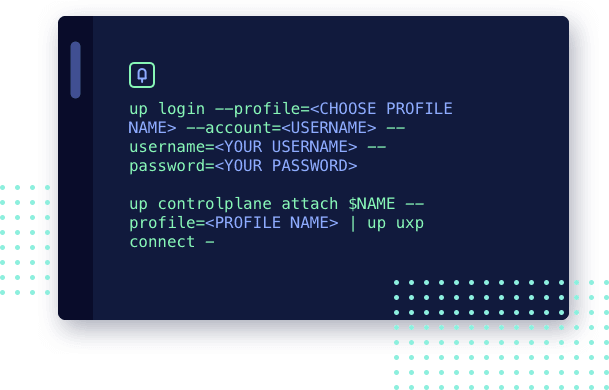 up login --profile=<CHOOSE PROFILE
NAME> --account=<USERNAME> --
username=<YOUR USERNAME> --
password=<YOUR PASSWORD>
up controlplane attach $NAME --
profile=<PROFILE NAME> | up uxp
connect -